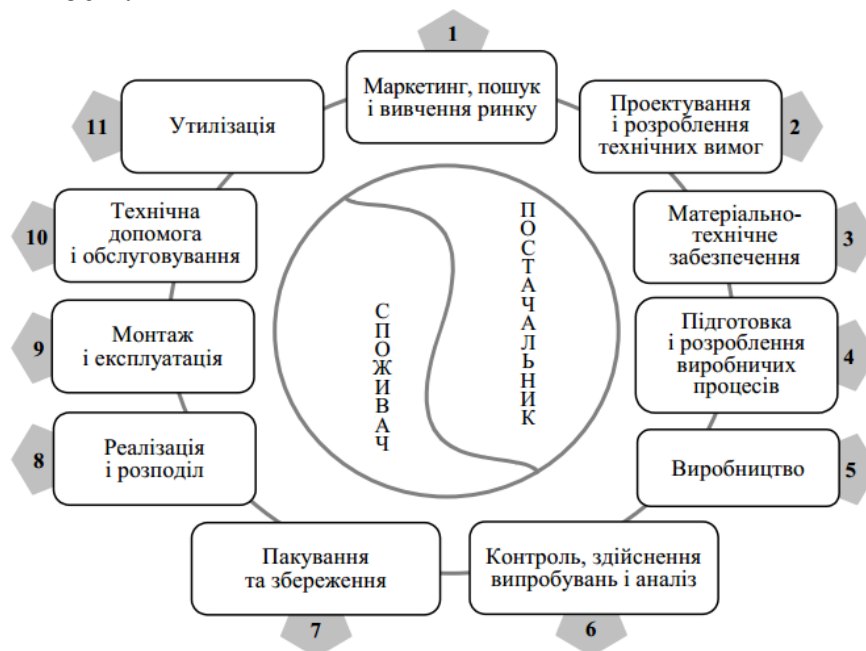 1
Маркетинг, пошук
і вивчення ринку
2
Проектування
і розроблення
технічних вимог
3
Матеріально-
технічне
забезпечення
4
Підготовка
і розроблення
виробничих
процесів
5
Виробництво
6
Контроль, здійснення
випробувань і аналіз
7
Пакування
та збереження
8
Реалізація
і розподіл
9
Монтаж
і експлуатація
10
Технічна
допомога
і обслуговування
11
Утилізація
СПОЖИВАЧ
ПОСТАЧАЛЬНИК